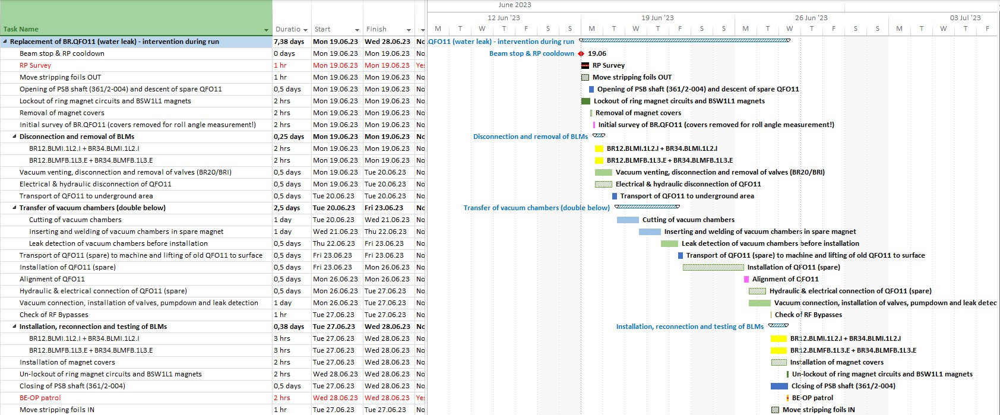 June 2023
12 Jun '23 19 Jun '23 26 Jun '23 03 Jul '23
Task Name Duratio Start Finish M T W T F S S M T W T F S S M T W T F S S M T W T F
Replacement of BR.QFO11 (water leak) - intervention during run 7,38 days Mon 19.06.23 Wed 28.06.23 No .QFO11 (water leak) - intervention during run
Beam stop & RP cooldown 0 days Mon 19.06.23 Mon 19.06.23 No Beam stop & RP cooldown 19.06
RP Survey 1 hr Mon 19.06.23 Mon 19.06.23 Yes RP Survey
Move stripping foils OUT 1 hr Mon 19.06.23 Mon 19.06.23 No Move stripping foils OUT
Opening of PSB shaft (361/2-004) and descent of spare QFO11 0,5 days Mon 19.06.23 Mon 19.06.23 No Opening of PSB shaft (361/2-004) and descent of spare QFO11
Lockout of ring magnet circuits and BSW1L1 magnets 2 hrs Mon 19.06.23 Mon 19.06.23 No Lockout of ring magnet circuits and BSW1L1 magnets
Removal of magnet covers 2 hrs Mon 19.06.23 Mon 19.06.23 No Removal of magnet covers
Initial survey of BR.QFO11 (covers removed for roll angle measurement!) 2 hrs Mon 19.06.23 Mon 19.06.23 No Initial survey of BR.QFO11 (covers removed for roll angle measurement!)
Disconnection and removal of BLMs 0,25 days Mon 19.06.23 Mon 19.06.23 No Disconnection and removal of BLMs
BR12.BLMI.1L2.I + BR34.BLMI.1L2.I 2 hrs Mon 19.06.23 Mon 19.06.23 No BR12.BLMI.1L2.I + BR34.BLMI.1L2.I
BR12.BLMFB.1L3.E + BR34.BLMFB.1L3.E 2 hrs Mon 19.06.23 Mon 19.06.23 No BR12.BLMFB.1L3.E + BR34.BLMFB.1L3.E
Vacuum venting, disconnection and removal of valves (BR20/BRI) 0,5 days Mon 19.06.23 Tue 20.06.23 No Vacuum venting, disconnection and removal of valves (BR20/BRI)
Electrical & hydraulic disconnection of QFO11 0,5 days Mon 19.06.23 Tue 20.06.23 No Electrical & hydraulic disconnection of QFO11
Transport of QFO11 to underground area 0,5 days Tue 20.06.23 Tue 20.06.23 No Transport of QFO11 to underground area
Transfer of vacuum chambers (double below) 2,5 days Tue 20.06.23 Fri 23.06.23 No Transfer of vacuum chambers (double below)
Cutting of vacuum chambers 1 day Tue 20.06.23 Wed 21.06.23 No Cutting of vacuum chambers
Inserting and welding of vacuum chambers in spare magnet 1 day Wed 21.06.23 Thu 22.06.23 No Inserting and welding of vacuum chambers in spare magnet
Leak detection of vacuum chambers before installation 0,5 days Thu 22.06.23 Fri 23.06.23 No Leak detection of vacuum chambers before installation
Transport of QFO11 (spare) to machine and lifting of old QFO11 to surface 0,5 days Fri 23.06.23 Fri 23.06.23 No Transport of QFO11 (spare) to machine and lifting of old QFO11 to surface
Installation of QFO11 (spare) 0,5 days Fri 23.06.23 Mon 26.06.23 No Installation of QFO11 (spare)
Alignment of QFO11 0,5 days Mon 26.06.23 Mon 26.06.23 No Alignment of QFO11
Hydraulic & electrical connection of QFO11 (spare) 0,5 days Mon 26.06.23 Tue 27.06.23 No Hydraulic & electrical connection of QFO11 (spare)
Vacuum connection, installation of valves, pumpdown and leak detection 1 day Mon 26.06.23 Tue 27.06.23 No Vacuum connection, installation of valves, pumpdown and leak detec
Check of RF Bypasses 1 hr Tue 27.06.23 Tue 27.06.23 No Check of RF Bypasses
Installation, reconnection and testing of BLMs 0,38 days Tue 27.06.23 Wed 28.06.23 No Installation, reconnection and testing of BLMs
BR12.BLMI.1L2.I + BR34.BLMI.1L2.I 3 hrs Tue 27.06.23 Wed 28.06.23 No BR12.BLMI.1L2.I + BR34.BLMI.1L2.I
BR12.BLMFB.1L3.E + BR34.BLMFB.1L3.E 3 hrs Tue 27.06.23 Wed 28.06.23 No BR12.BLMFB.1L3.E + BR34.BLMFB.1L3.E
Installation of magnet covers 2 hrs Tue 27.06.23 Wed 28.06.23 No Installation of magnet covers
Un-lockout of ring magnet circuits and BSW1L1 magnets 2 hrs Wed 28.06.23 Wed 28.06.23 No Un-lockout of ring magnet circuits and BSW1L1 magnets
Closing of PSB shaft (361/2-004) 0,5 days Tue 27.06.23 Wed 28.06.23 No Closing of PSB shaft (361/2-004)
BE-OP patrol 2 hrs Wed 28.06.23 Wed 28.06.23 Yes BE-OP patrol
Move stripping foils IN 1 hr Tue 27.06.23 Tue 27.06.23 No Move stripping foils IN